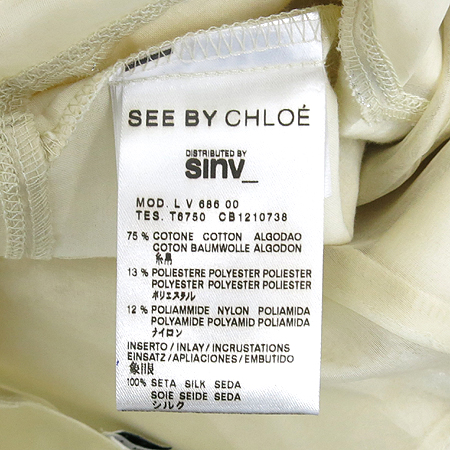 SEE BY CHLOÉ
DISTRIBUTED BY
sinv_
MOD. L V 686 00
TES. T6750 CB1210738
75 % COTONE COTTON ALGODAO
COTON BAUMWOLLE ALGODON
13 % POLIESTERE POLYESTER POLIESTER
POLYESTER POLYESTER POLIESTER
ポリエステル
12 % POLIAMMIDE NYLON POLIAMIDA
POLYAMIDE POLYAMID POLIAMIDA
ナイロン
INSERTO / INLAY / INCRUSTATIONS
EINSATZ / APLIACIONES / EMBUTIDO
象眼
100% SETA SILK SEDA
SOIE SEIDE SEDA
シルク